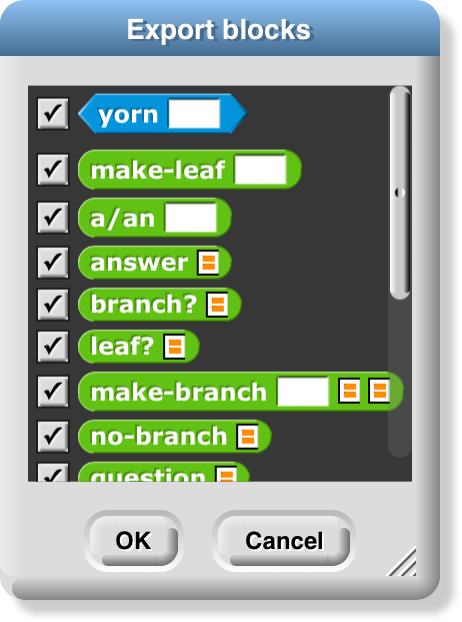 Export blocks
yorn
make-leaf
a/an
answer
branch?
leaf?
make-branch
no-branch
question
OK
Cancel